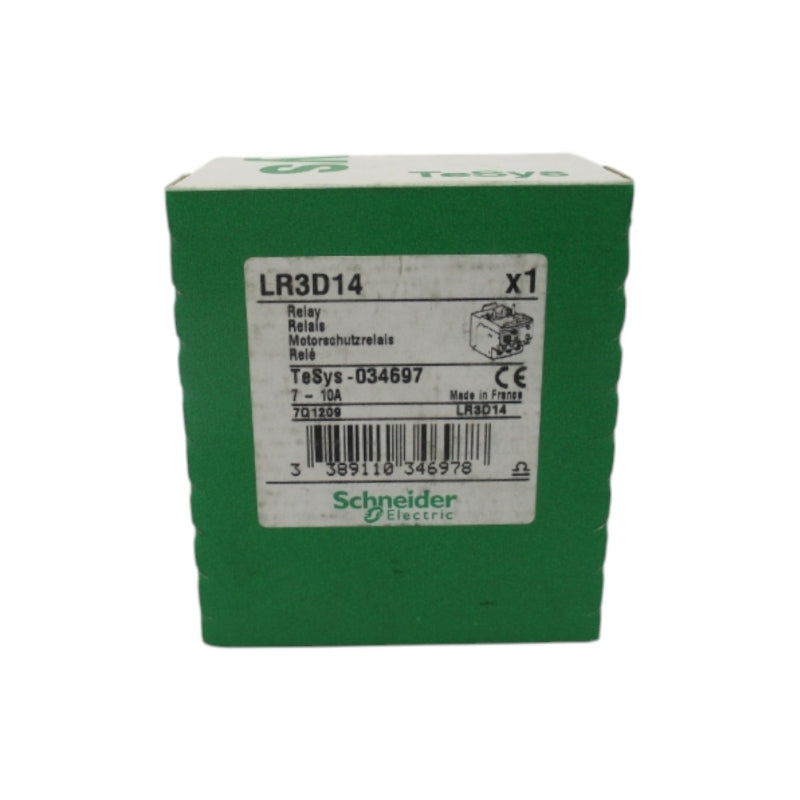 TeSys
LR3D14 x1
Relay
Relais
Motorschutzrelais
Relé
TeSys - 034697 CE
7 - 10A Made in France
7Q1209 LR3D14
3 389110 346978
Schneider
Electric